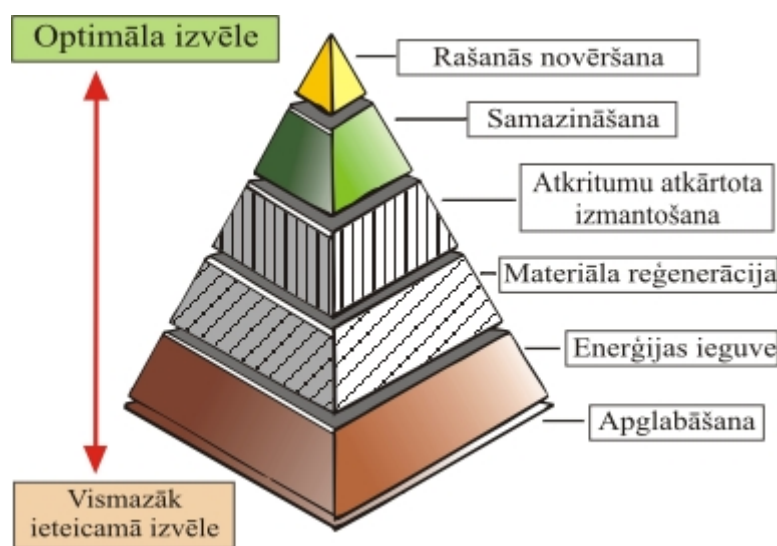 Optimāla izvēle
Rašanās novēršana
Samazināšana
Atkritumu atkārtota
izmantošana
Materiāla reģenerācija
Enerģijas ieguve
Apglabāšana
Vismazāk
ieteicamā izvēle